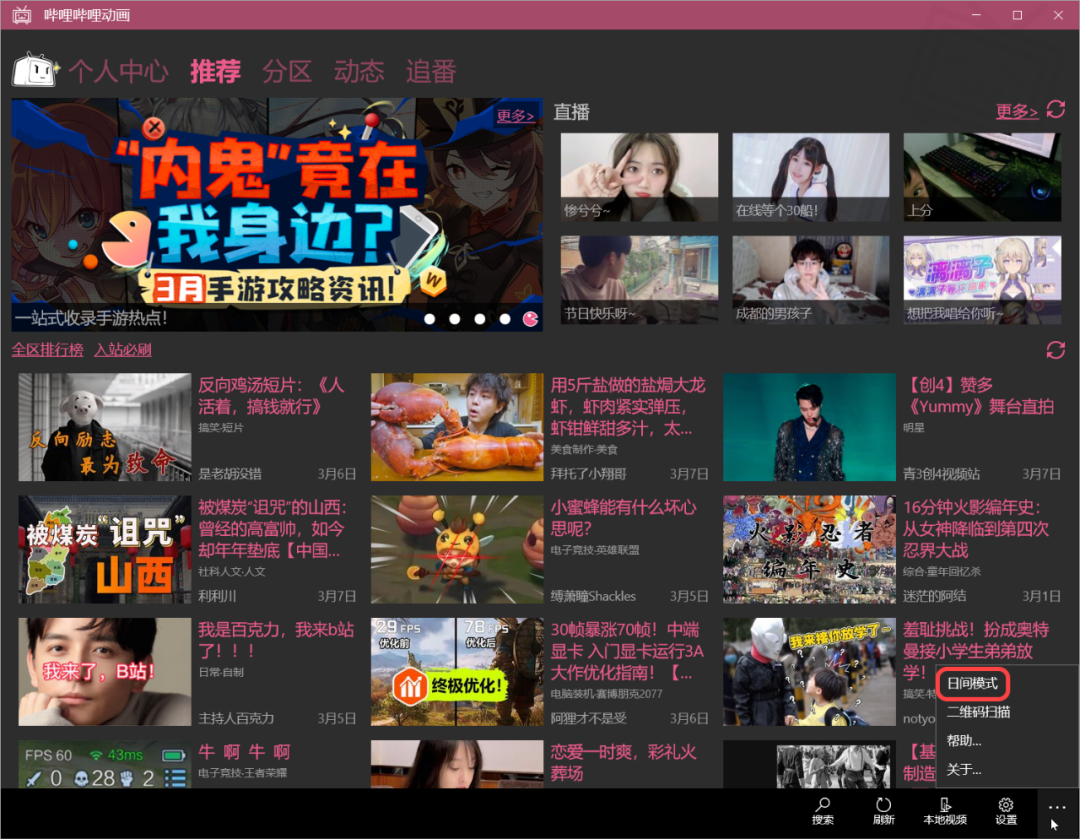 哔哩哔哩动画
个人中心 推荐 分区 动态 追番
更多>
“内鬼”竟在
我身边?
3月手游攻略资讯!
一站式收录手游热点!
直播
更多>
惨兮兮~
在线等个30船!
上分
节日快乐呀~
成都的男孩子
滴滴子
想把我唱给你听~
全区排行榜 入站必刷
反向励志
最为致命
反向鸡汤短片：《人
活着，搞钱就行》
搞笑·短片
是老胡没错 3月6日
用5斤盐做的盐焗大龙
虾，虾肉紧实弹压，
虾钳鲜甜多汁，太...
美食制作·美食
拜托了小翔哥 3月7日
【创4】赞多
《Yummy》舞台直拍
明星
青3创4视频站 3月7日
被煤炭“诅咒”
山西
被煤炭"诅咒"的山西：
曾经的高富帅，如今
却年年垫底【中国...
社科人文·人文
利利川 3月7日
小蜜蜂能有什么坏心
思呢？
电子竞技·英雄联盟
缚萧瞳Shackles 3月5日
火影忍者
编年史
16分钟火影编年史：
从女神降临到第四次
忍界大战
综合·童年回忆杀
迷茫的阿结 3月1日
我来了，B站!
我是百克力，我来b站
了！！！
日常·自制
主持人百克力 3月5日
29 FPS
优化前
78 FPS
优化后
终极优化!
30帧暴涨70帧！中端
显卡 入门显卡运行3A
大作优化指南！【...
电脑装机·赛博朋克2077
阿狸才不是受 3月6日
我来接你放学了~
羞耻挑战！扮成奥特
曼接小学生弟弟放
学！
搞笑·特
notyo
FPS 60 43ms
0 28 2
牛 啊 牛 啊
电子竞技·王者荣耀
恋爱一时爽，彩礼火
葬场
【基
制造
日间模式
二维码扫描
帮助...
关于...
搜索 刷新 本地视频 设置